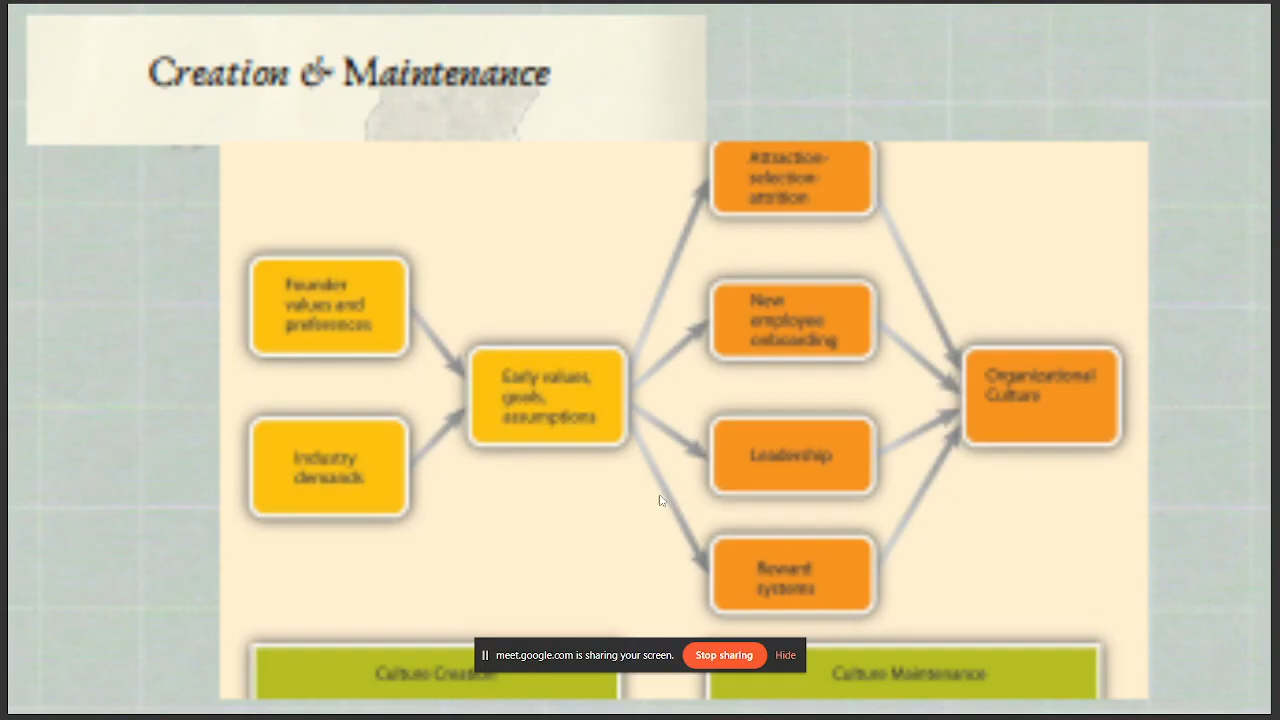 Creation & Maintenance
Attraction-
selection-
attrition
Founder
values and
preferences
New
employee
onboarding
Early values,
goals,
assumptions
Organizational
Culture
Industry
demands
Leadership
Reward
systems
meet.google.com is sharing your screen.
Stop sharing
Hide
Culture Creation
Culture Maintenance